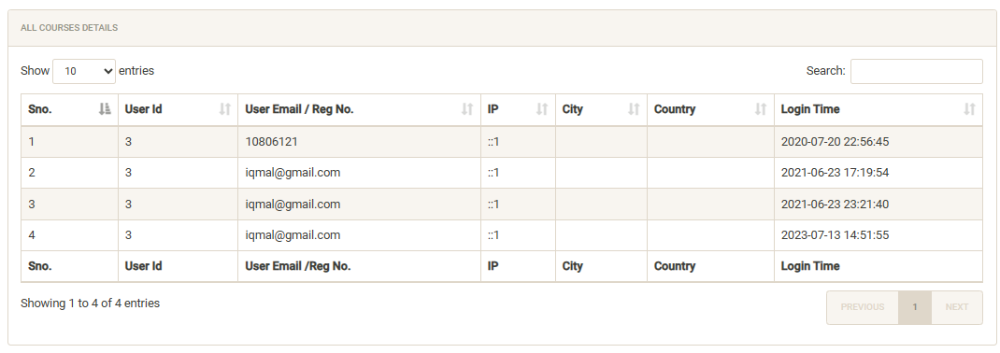 ALL COURSES DETAILS
Show 10 entries Search:
Sno. User Id User Email / Reg No. IP City Country Login Time
1 3 10806121 ::1 2020-07-20 22:56:45
2 3 iqmal@gmail.com ::1 2021-06-23 17:19:54
3 3 iqmal@gmail.com ::1 2021-06-23 23:21:40
4 3 iqmal@gmail.com ::1 2023-07-13 14:51:55
Sno. User Id User Email /Reg No. IP City Country Login Time
Showing 1 to 4 of 4 entries PREVIOUS 1 NEXT